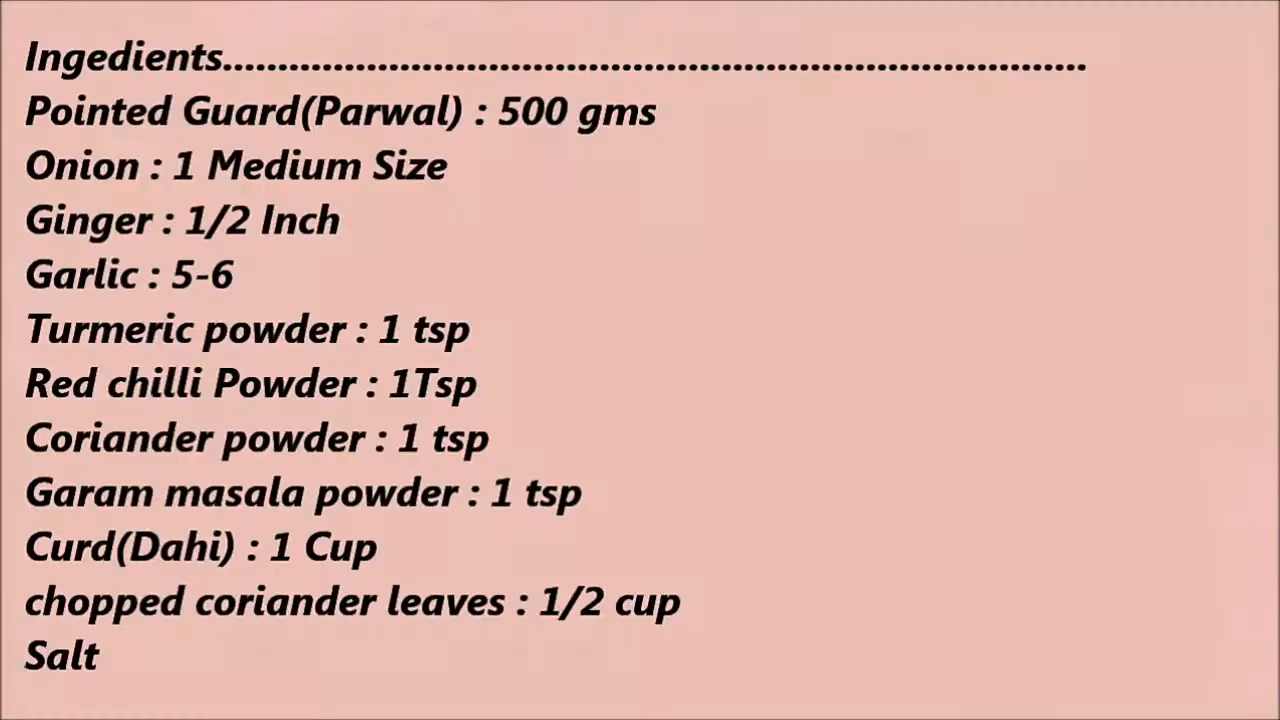 Ingedients...............................................................................
Pointed Guard(Parwal) : 500 gms
Onion : 1 Medium Size
Ginger : 1/2 Inch
Garlic : 5-6
Turmeric powder : 1 tsp
Red chilli Powder : 1Tsp
Coriander powder : 1 tsp
Garam masala powder : 1 tsp
Curd(Dahi) : 1 Cup
chopped coriander leaves : 1/2 cup
Salt